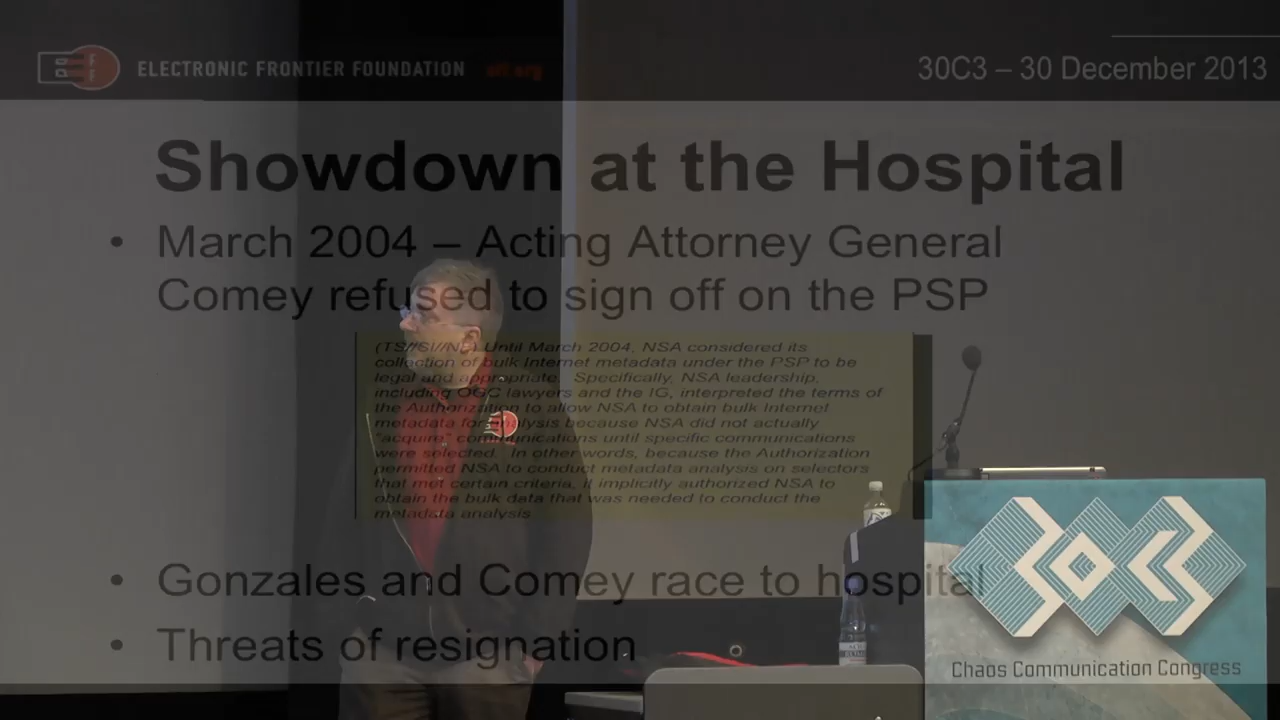 ELECTRONIC FRONTIER FOUNDATION eff.org
30C3 – 30 December 2013
Showdown at the Hospital
• March 2004 – Acting Attorney General
Comey refused to sign off on the PSP
(TS//SI//NF) Until March 2004, NSA considered its
collection of bulk Internet metadata under the PSP to be
legal and appropriate. Specifically, NSA leadership,
including OGC lawyers and the IG, interpreted the terms of
the Authorization to allow NSA to obtain bulk Internet
metadata for analysis because NSA did not actually
"acquire" communications until specific communications
were selected. In other words, because the Authorization
permitted NSA to conduct metadata analysis on selectors
that met certain criteria, it implicitly authorized NSA to
obtain the bulk data that was needed to conduct the
metadata analysis
• Gonzales and Comey race to hospital
• Threats of resignation
30C3
Chaos Communication Congress